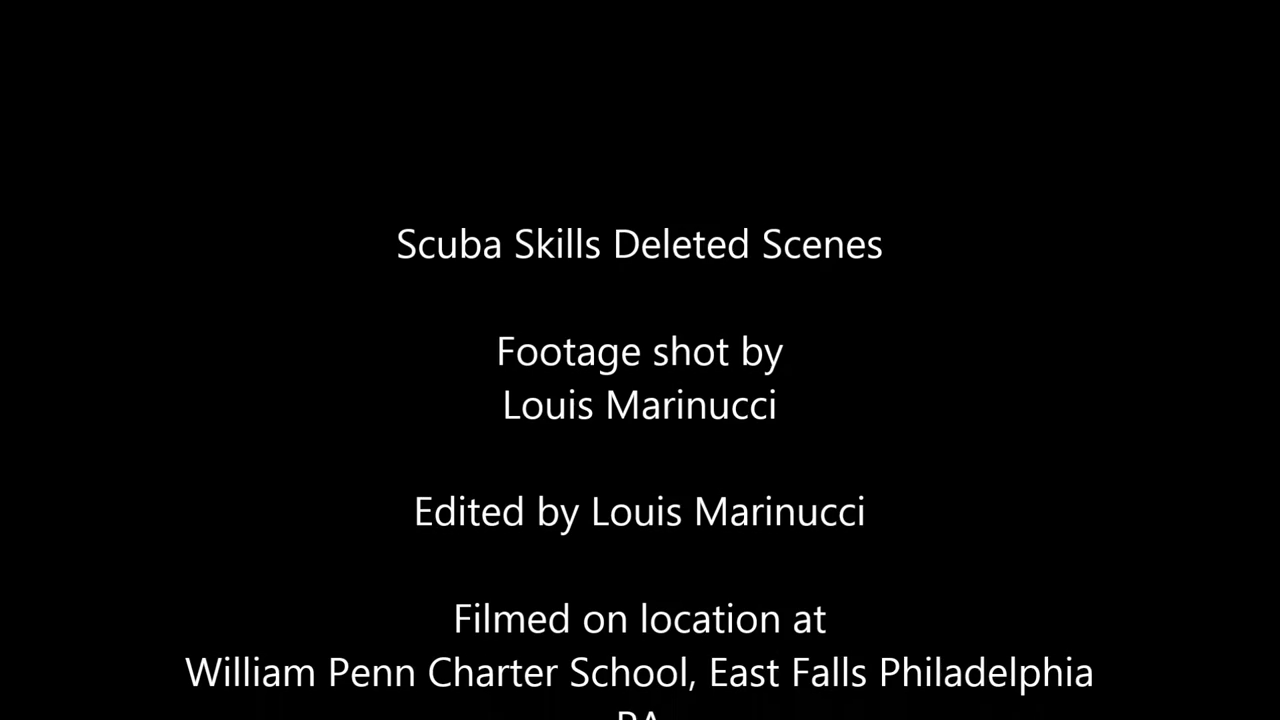 Scuba Skills Deleted Scenes
Footage shot by
Louis Marinucci
Edited by Louis Marinucci
Filmed on location at
William Penn Charter School, East Falls Philadelphia
PA